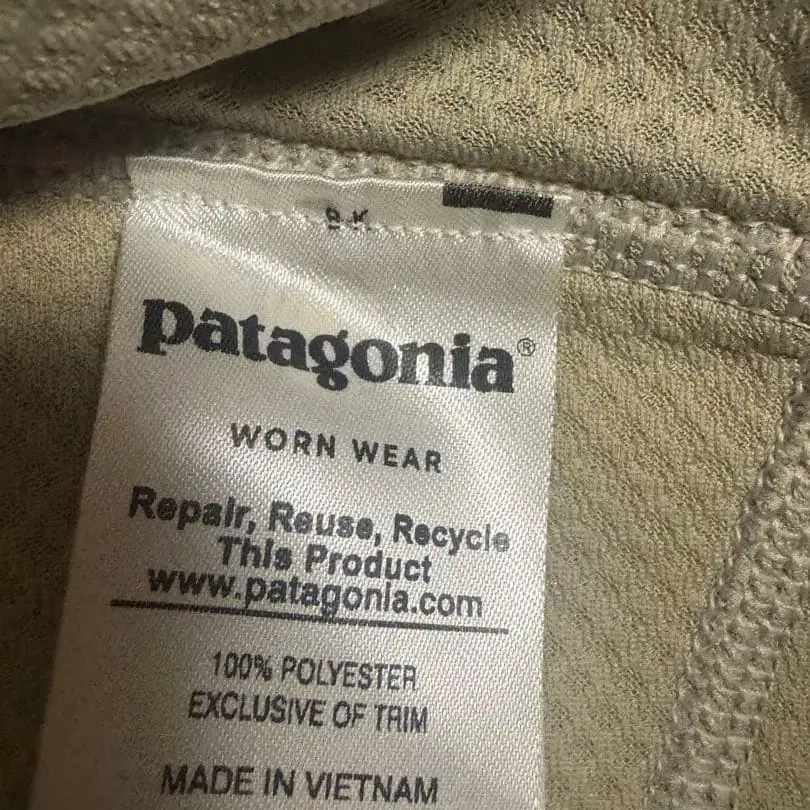 patagonia®
WORN WEAR
Repair, Reuse, Recycle
This Product
www.patagonia.com
100% POLYESTER
EXCLUSIVE OF TRIM
MADE IN VIETNAM